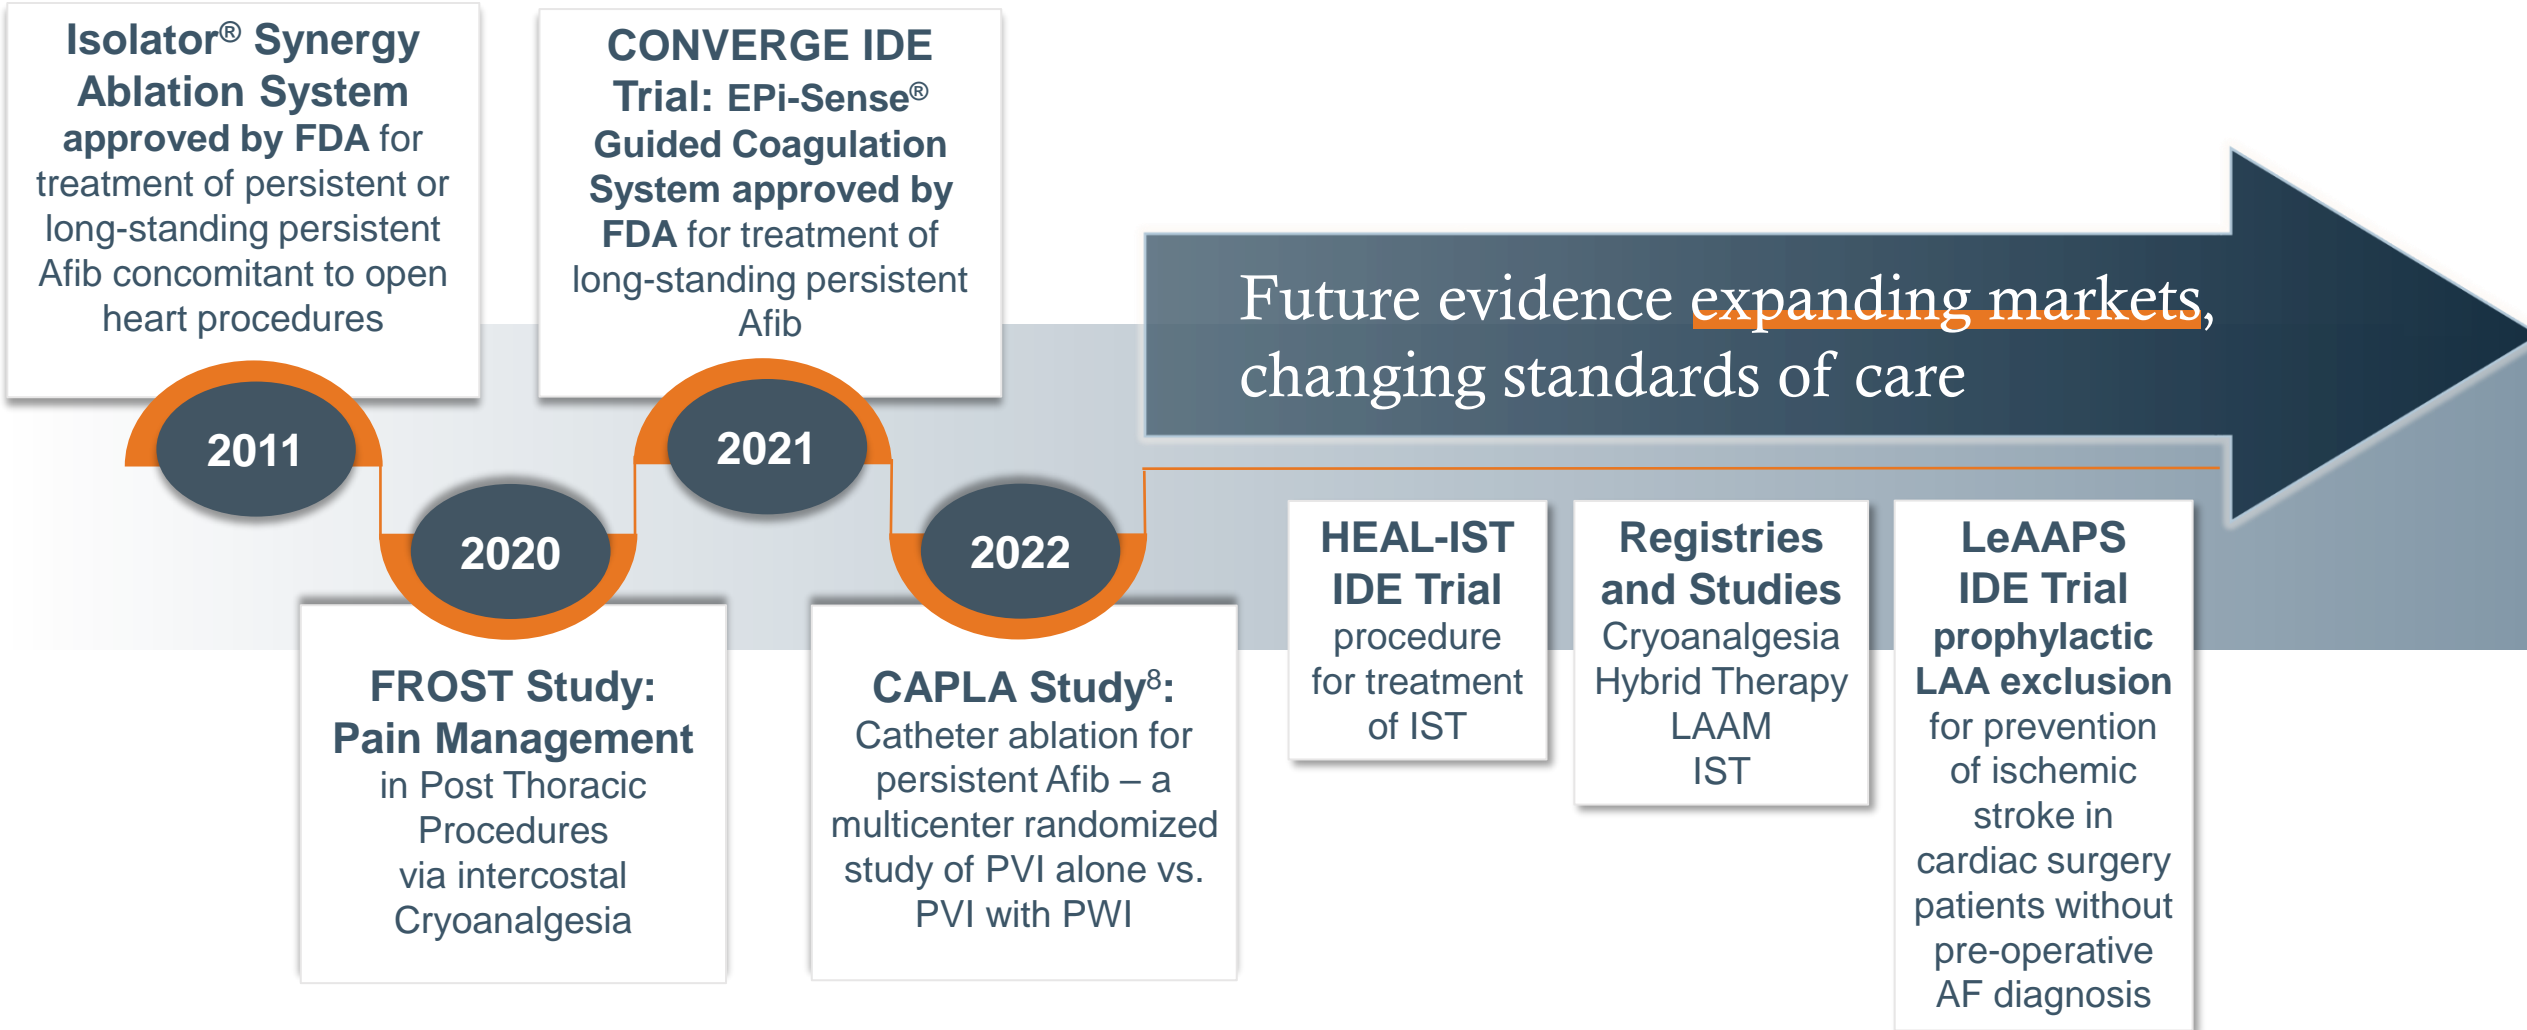 Isolator® Synergy
Ablation System
approved by FDA for
treatment of persistent or
long-standing persistent
Afib concomitant to open
heart procedures
2011
2020
FROST Study:
Pain Management
in Post Thoracic
Procedures
via intercostal
Cryoanalgesia
CONVERGE IDE
Trial: EPi-Sense®
Guided Coagulation
System approved by
FDA for treatment of
long-standing persistent
Afib
2021
2022
CAPLA Study⁸:
Catheter ablation for
persistent Afib – a
multicenter randomized
study of PVI alone vs.
PVI with PWI
Future evidence expanding markets,
changing standards of care
HEAL-IST
IDE Trial
procedure
for treatment
of IST
Registries
and Studies
Cryoanalgesia
Hybrid Therapy
LAAM
IST
LeAAPS
IDE Trial
prophylactic
LAA exclusion
for prevention
of ischemic
stroke in
cardiac surgery
patients without
pre-operative
AF diagnosis